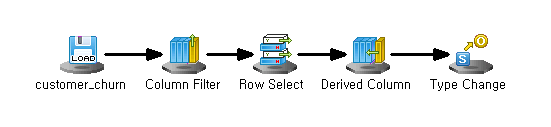 LOAD
customer_churn
Column Filter
Row Select
Derived Column
Type Change
S
O